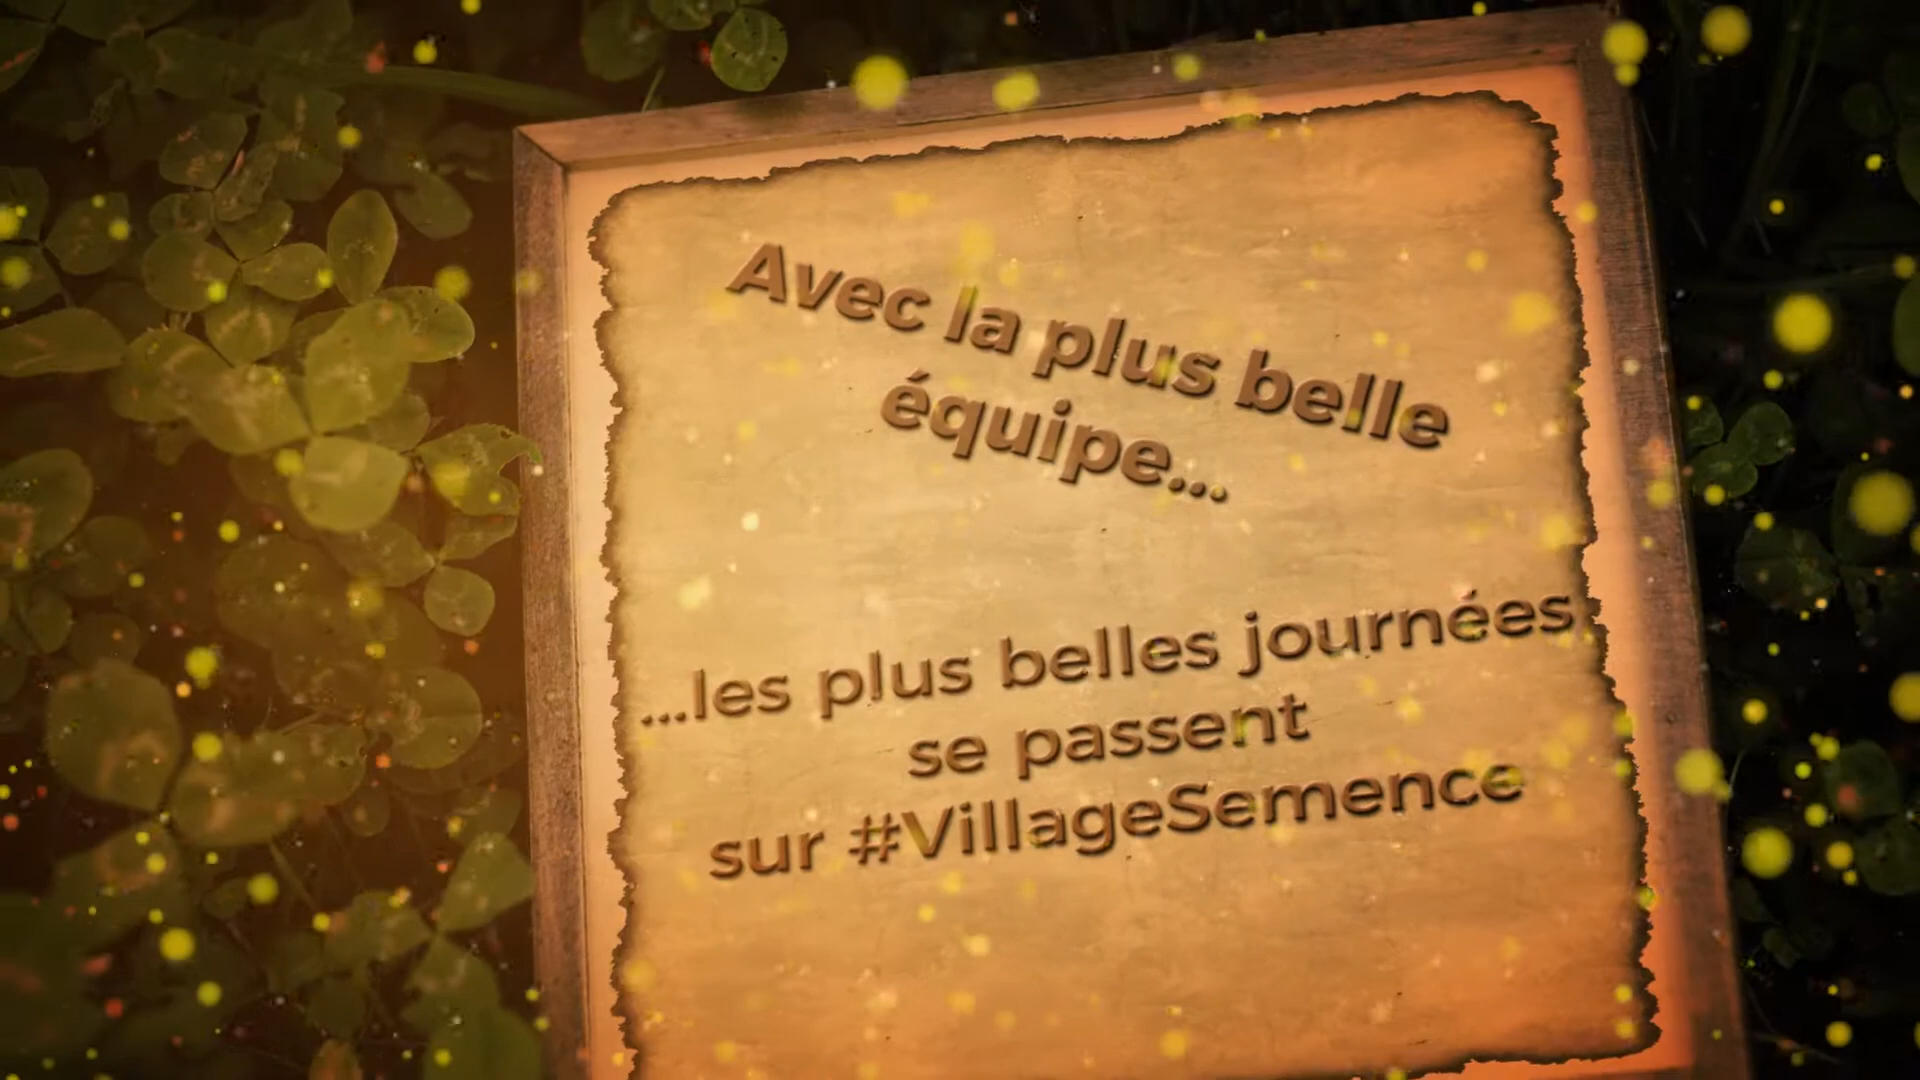 Avec la plus belle
équipe...
...les plus belles journées
se passent
sur #VillageSemence